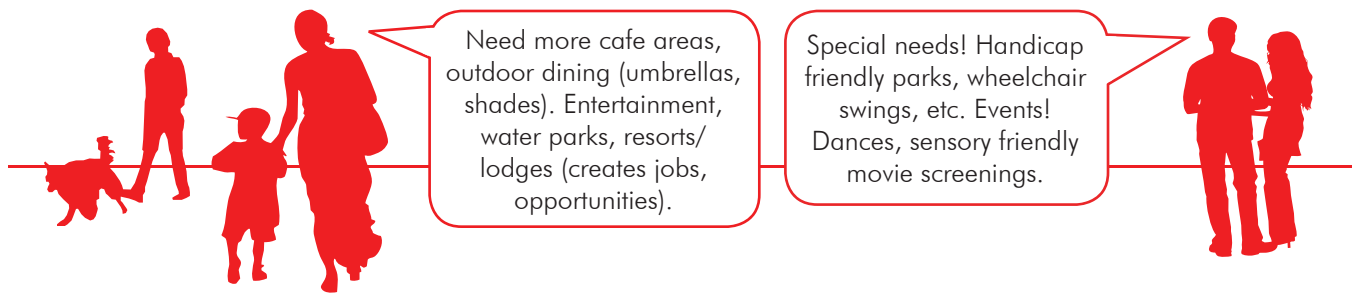 Need more cafe areas,
outdoor dining (umbrellas,
shades). Entertainment,
water parks, resorts/
lodges (creates jobs,
opportunities).
Special needs! Handicap
friendly parks, wheelchair
swings, etc. Events!
Dances, sensory friendly
movie screenings.